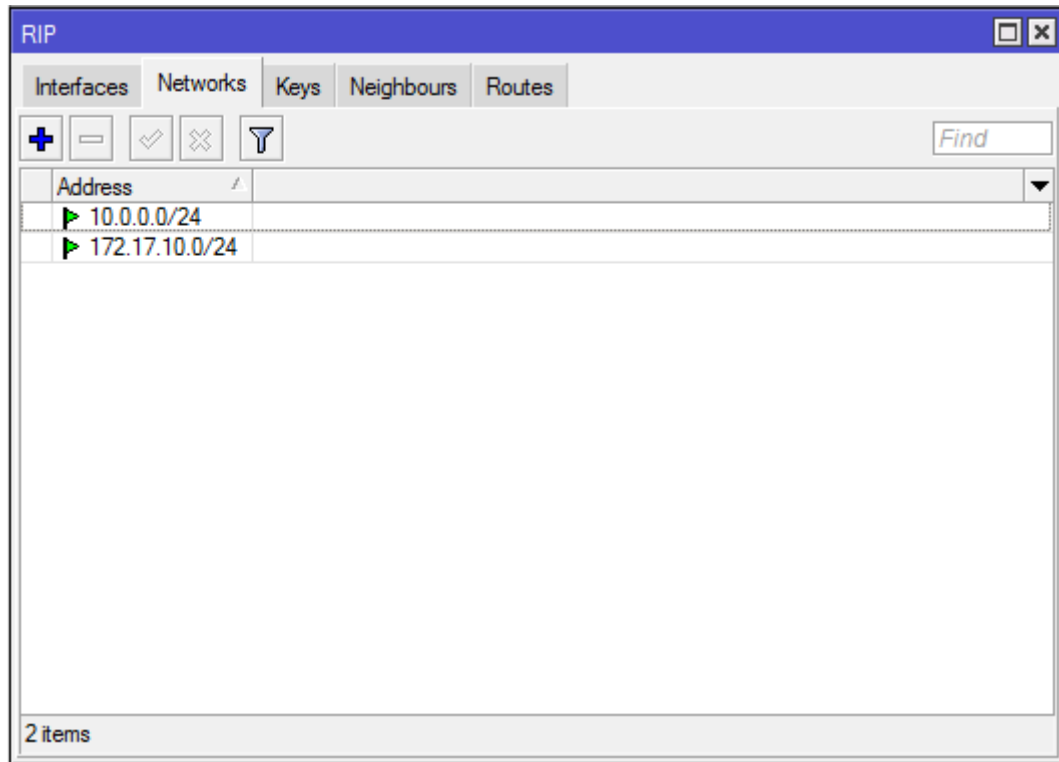 RIP
Interfaces Networks Keys Neighbours Routes
Find
Address
10.0.0.0/24
172.17.10.0/24
2 items